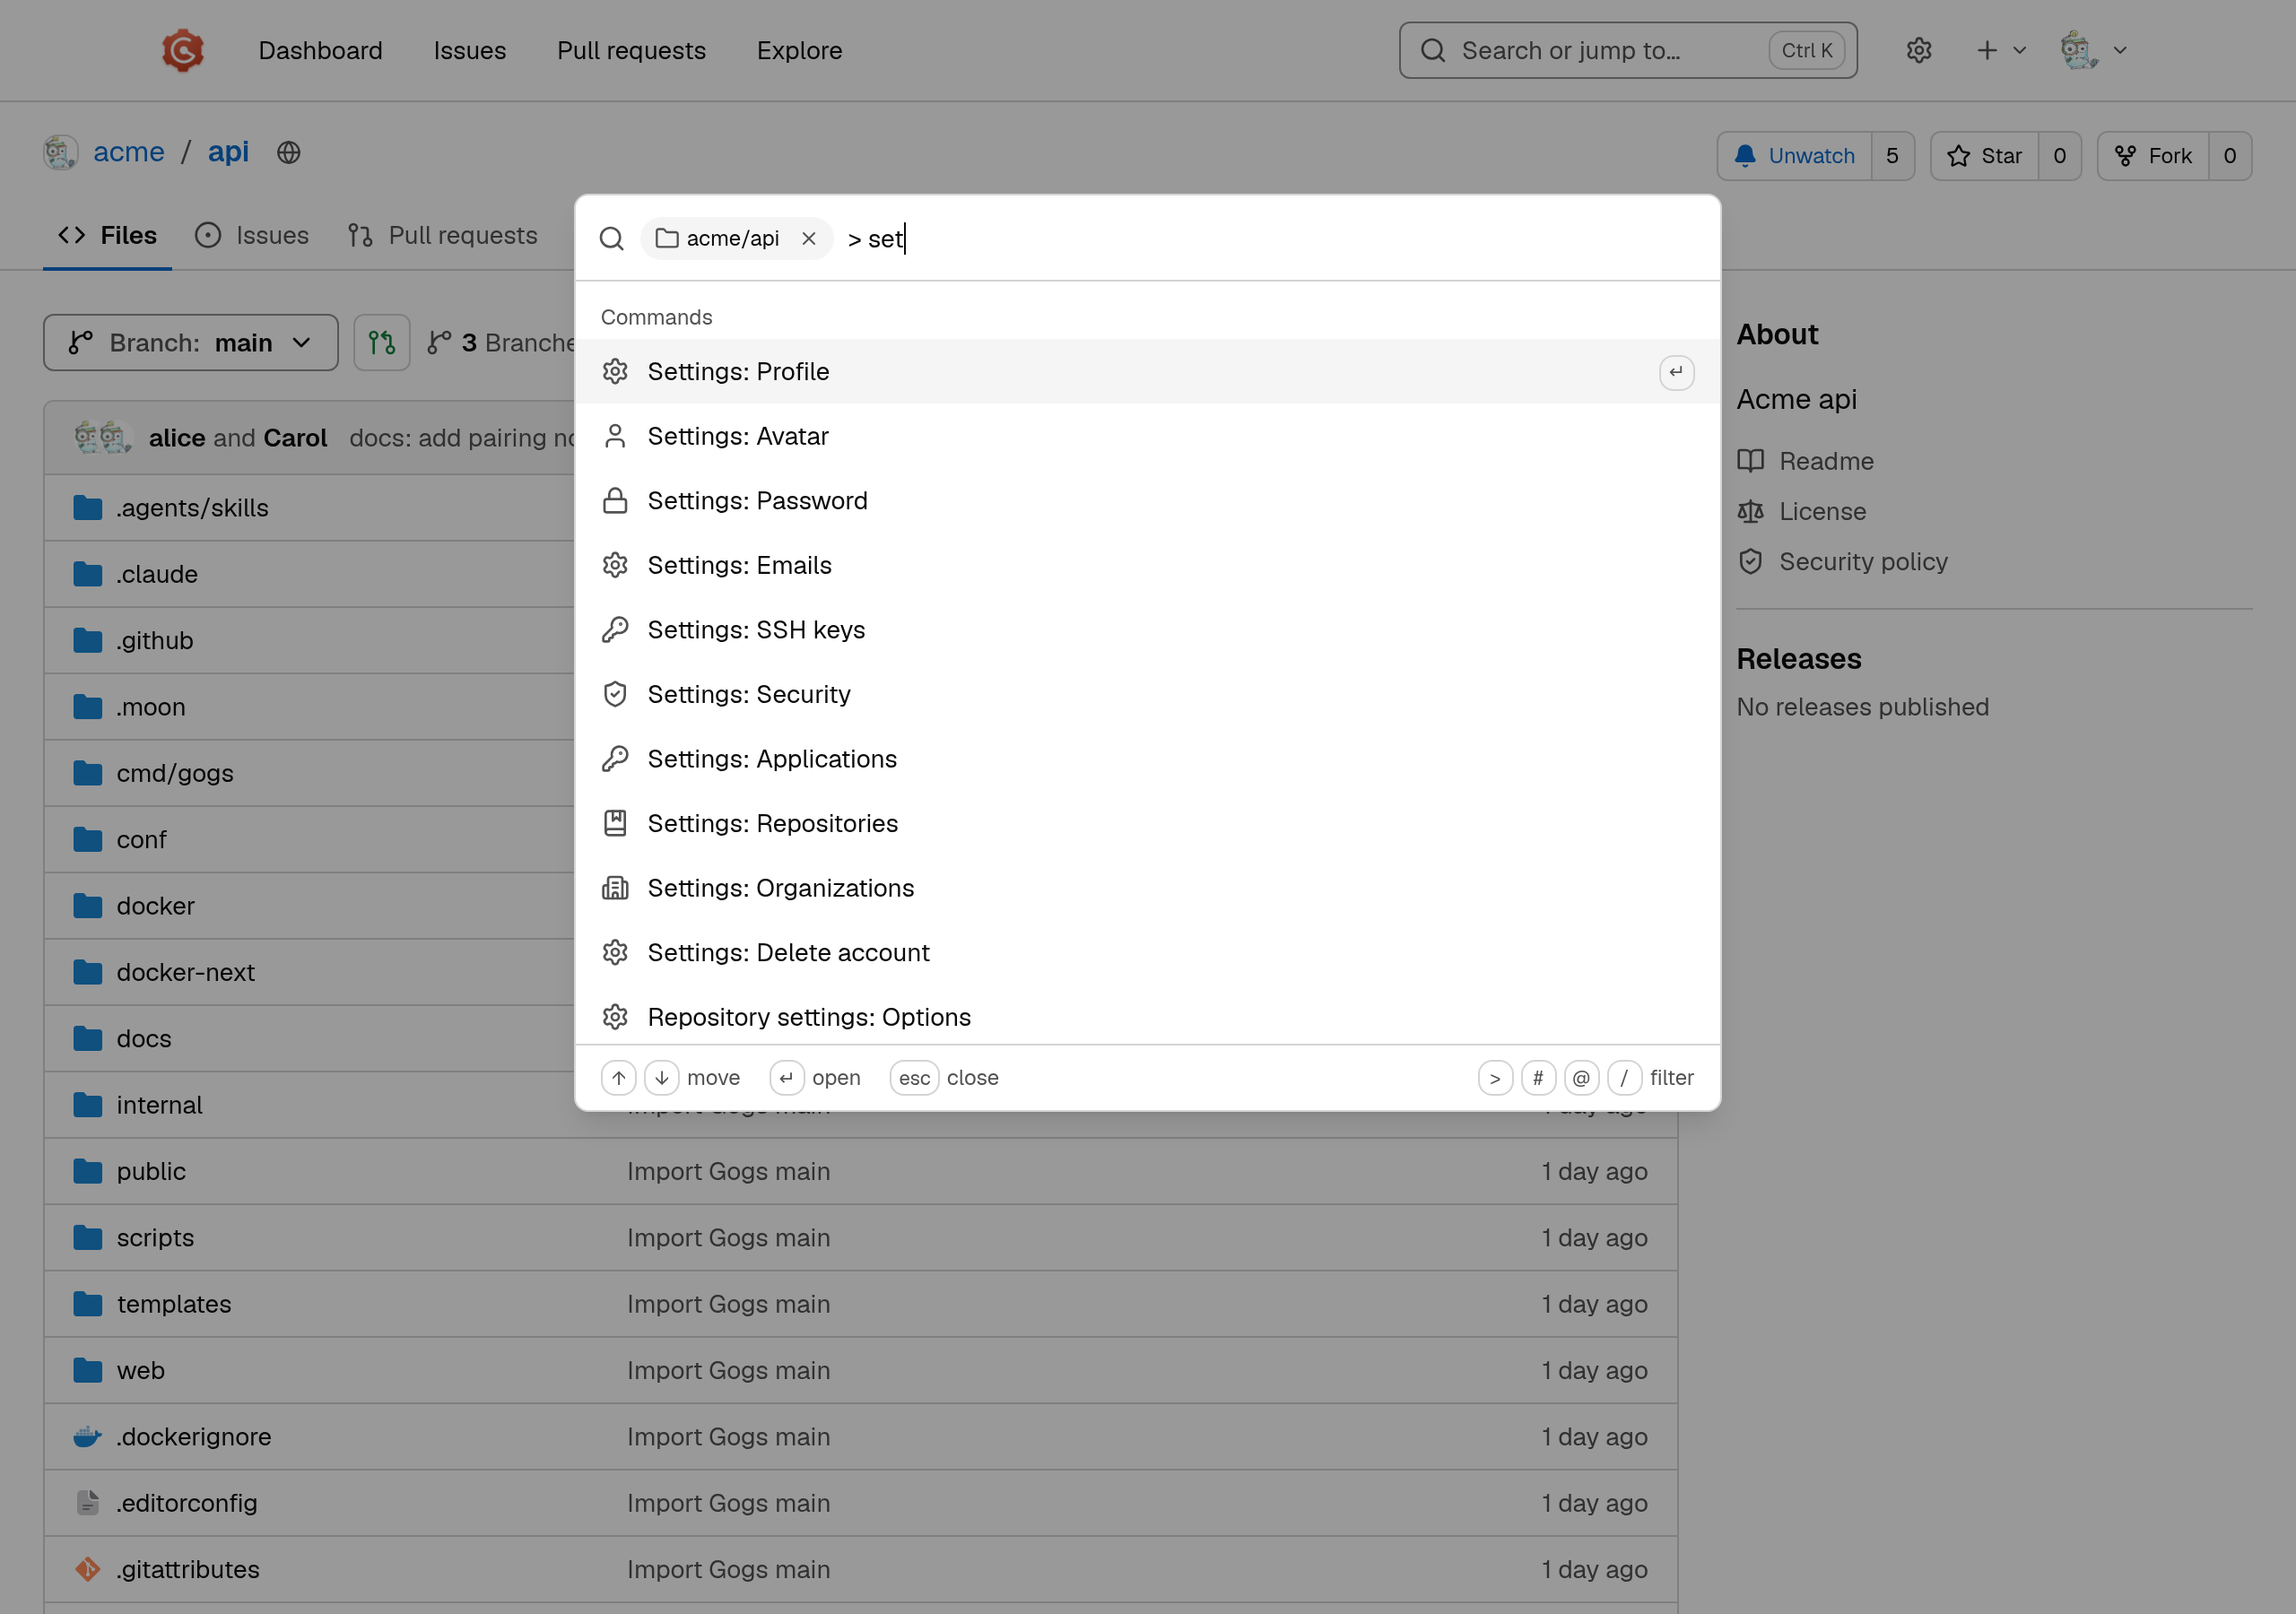 Dashboard Issues Pull requests Explore Search or jump to... Ctrl K
acme / api Unwatch 5 Star 0 Fork 0
Files Issues Pull requests
acme/api > set
Commands
Settings: Profile
Settings: Avatar
Settings: Password
Settings: Emails
Settings: SSH keys
Settings: Security
Settings: Applications
Settings: Repositories
Settings: Organizations
Settings: Delete account
Repository settings: Options
move open esc close > # @ / filter
Branch: main 3
alice and Carol docs: add pairing
.agents/skills
.claude
.github
.moon
cmd/gogs
conf
docker
docker-next
docs
internal
public Import Gogs main 1 day ago
scripts Import Gogs main 1 day ago
templates Import Gogs main 1 day ago
web Import Gogs main 1 day ago
.dockerignore Import Gogs main 1 day ago
.editorconfig Import Gogs main 1 day ago
.gitattributes Import Gogs main 1 day ago
About
Acme api
Readme
License
Security policy
Releases
No releases published